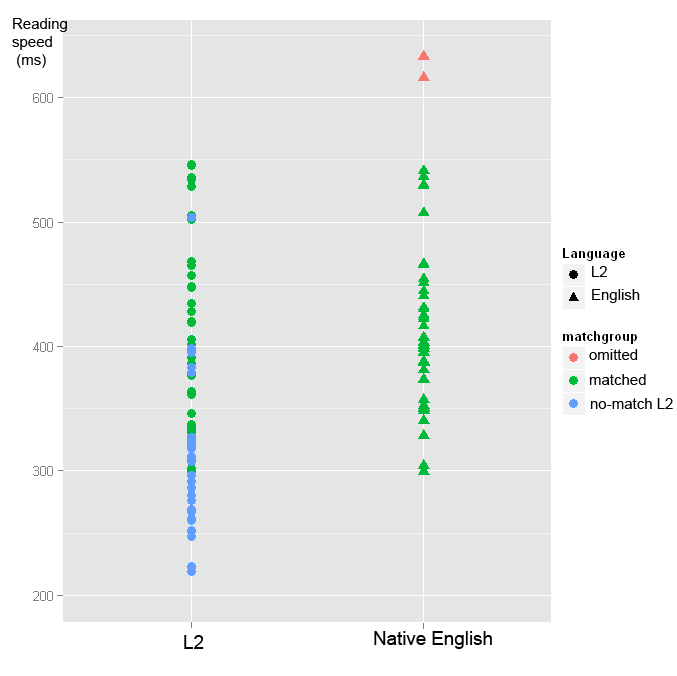 Reading
speed
(ms)
600
500
400
300
200
L2
Native English
Language
L2
English
matchgroup
omitted
matched
no-match L2